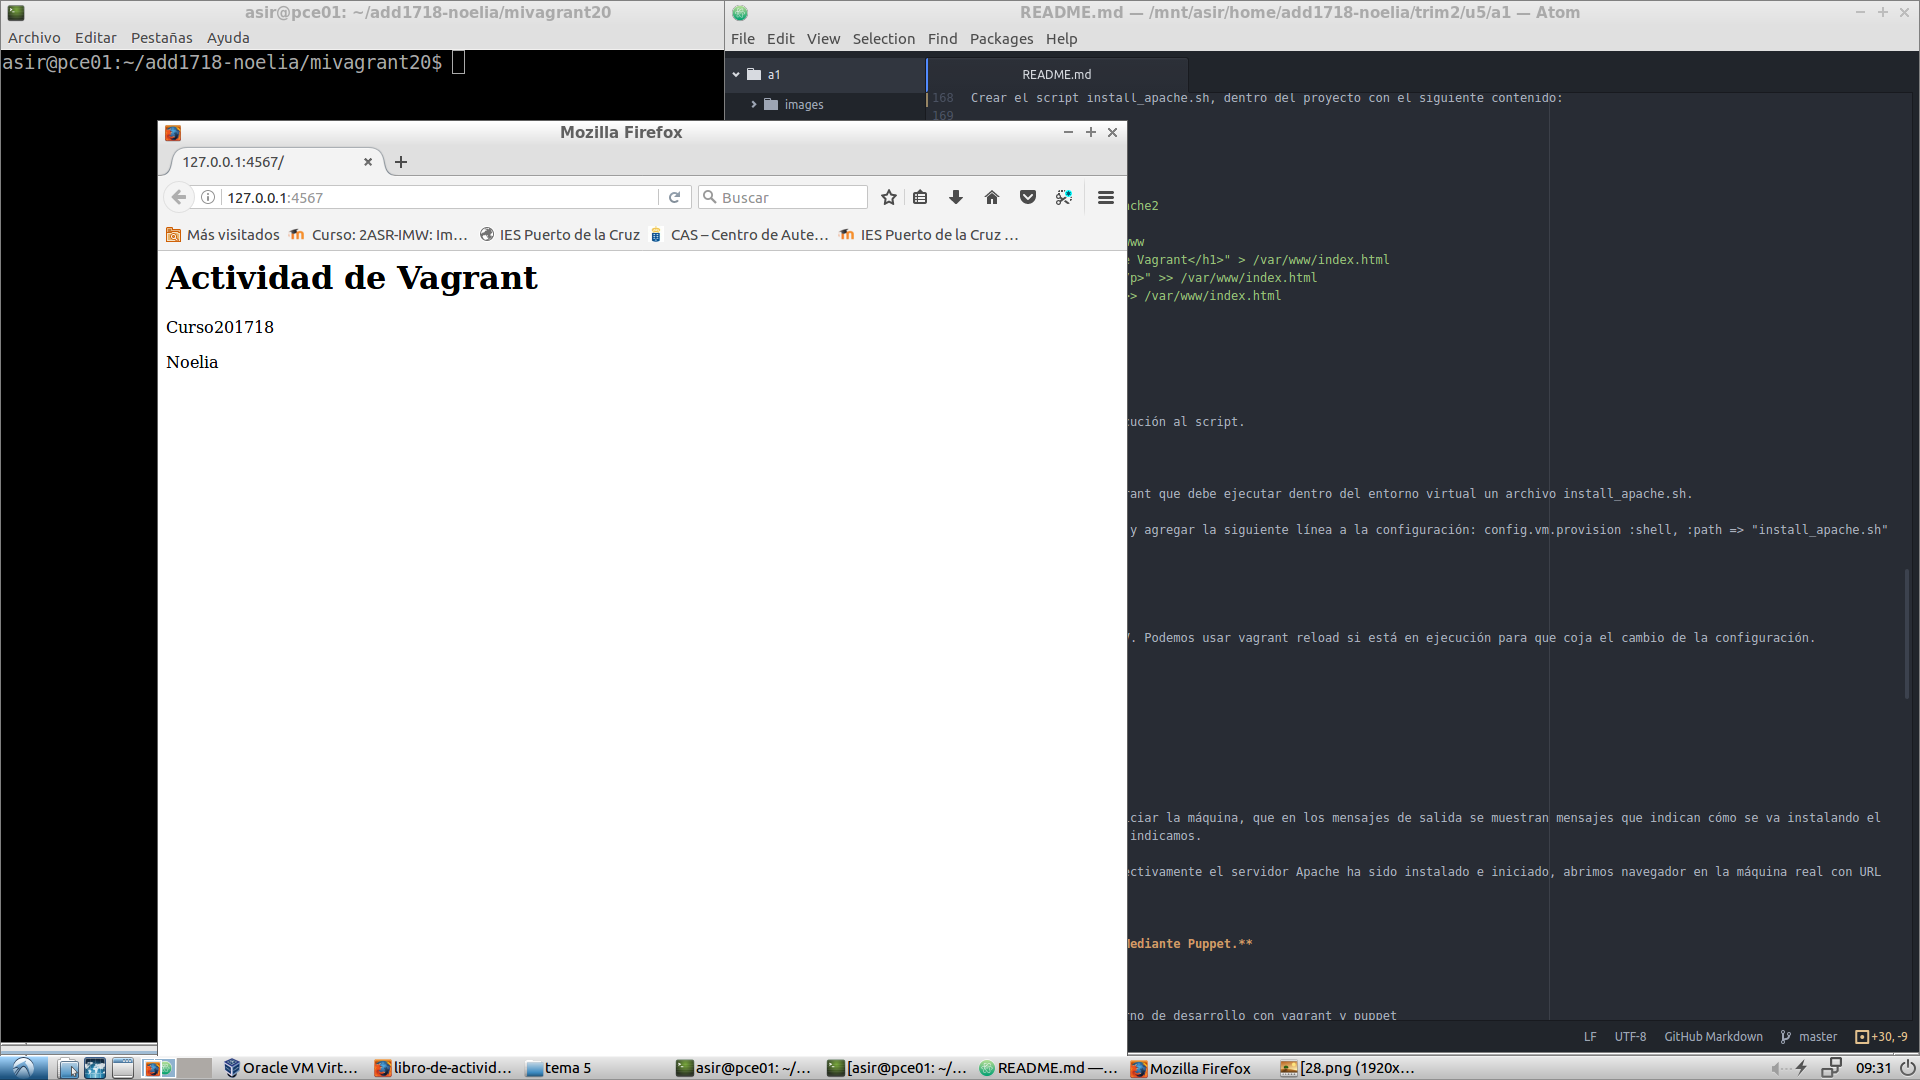 asir@pce01: ~/add1718-noelia/mivagrant20
Archivo Editar Pestañas Ayuda
asir@pce01:~/add1718-noelia/mivagrant20$
README.md — /mnt/asir/home/add1718-noelia/trim2/u5/a1 — Atom
File Edit View Selection Find Packages Help
a1
images
README.md
168 Crear el script install_apache.sh, dentro del proyecto con el siguiente contenido:
169
Mozilla Firefox
127.0.0.1:4567/
127.0.0.1:4567
Buscar
Más visitados
Curso: 2ASR-IMW: Im...
IES Puerto de la Cruz
CAS – Centro de Aute...
IES Puerto de la Cruz ...
Actividad de Vagrant
Curso201718
Noelia
ache2
ww
e Vagrant</h1>" > /var/www/index.html
/p>" >> /var/www/index.html
>> /var/www/index.html
cución al script.
rant que debe ejecutar dentro del entorno virtual un archivo install_apache.sh.
y agregar la siguiente línea a la configuración: config.vm.provision :shell, :path => "install_apache.sh"
. Podemos usar vagrant reload si está en ejecución para que coja el cambio de la configuración.
ciar la máquina, que en los mensajes de salida se muestran mensajes que indican cómo se va instalando el
indicamos.
ectivamente el servidor Apache ha sido instalado e iniciado, abrimos navegador en la máquina real con URL
Mediante Puppet.**
rno de desarrollo con vagrant y puppet
LF UTF-8 GitHub Markdown master +30, -9
Oracle VM Virt...
libro-de-activid...
tema 5
asir@pce01: ~/...
[asir@pce01: ~/...
README.md —...
Mozilla Firefox
[28.png (1920x...
09:31